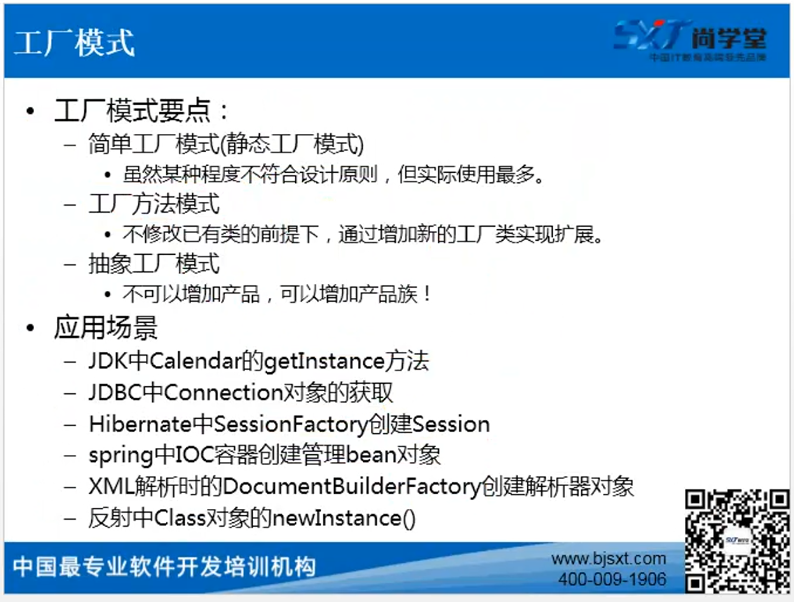 工厂模式
SXT 尚学堂
中国IT教育高端领先品牌
• 工厂模式要点：
– 简单工厂模式(静态工厂模式)
• 虽然某种程度不符合设计原则，但实际使用最多。
– 工厂方法模式
• 不修改已有类的前提下，通过增加新的工厂类实现扩展。
– 抽象工厂模式
• 不可以增加产品，可以增加产品族！
• 应用场景
– JDK中Calendar的getInstance方法
– JDBC中Connection对象的获取
– Hibernate中SessionFactory创建Session
– spring中IOC容器创建管理bean对象
– XML解析时的DocumentBuilderFactory创建解析器对象
– 反射中Class对象的newInstance()
中国最专业软件开发培训机构
www.bjsxt.com
400-009-1906